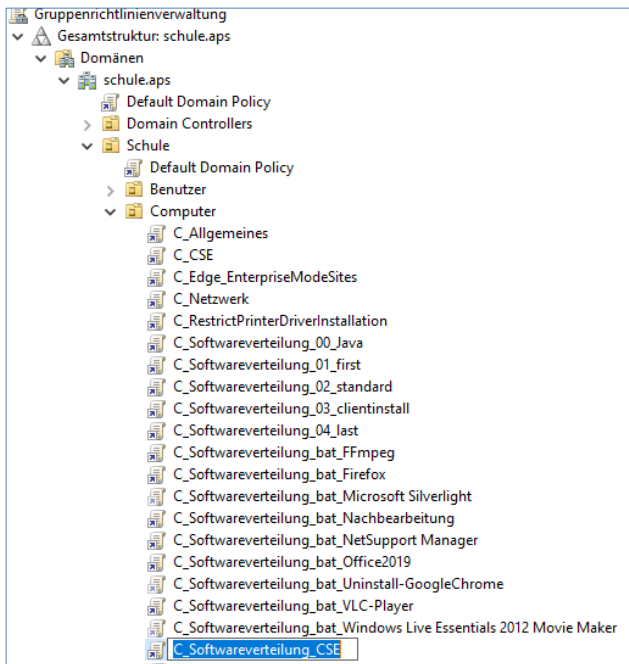 Gruppenrichtlinienverwaltung
Gesamtstruktur: schule.aps
Domänen
schule.aps
Default Domain Policy
Domain Controllers
Schule
Default Domain Policy
Benutzer
Computer
C_Allgemeines
C_CSE
C_Edge_EnterpriseModeSites
C_Netzwerk
C_RestrictPrinterDriverInstallation
C_Softwareverteilung_00_Java
C_Softwareverteilung_01_first
C_Softwareverteilung_02_standard
C_Softwareverteilung_03_clientinstall
C_Softwareverteilung_04_last
C_Softwareverteilung_bat_FFmpeg
C_Softwareverteilung_bat_Firefox
C_Softwareverteilung_bat_Microsoft Silverlight
C_Softwareverteilung_bat_Nachbearbeitung
C_Softwareverteilung_bat_NetSupport Manager
C_Softwareverteilung_bat_Office2019
C_Softwareverteilung_bat_Uninstall-GoogleChrome
C_Softwareverteilung_bat_VLC-Player
C_Softwareverteilung_bat_Windows Live Essentials 2012 Movie Maker
C_Softwareverteilung_CSE